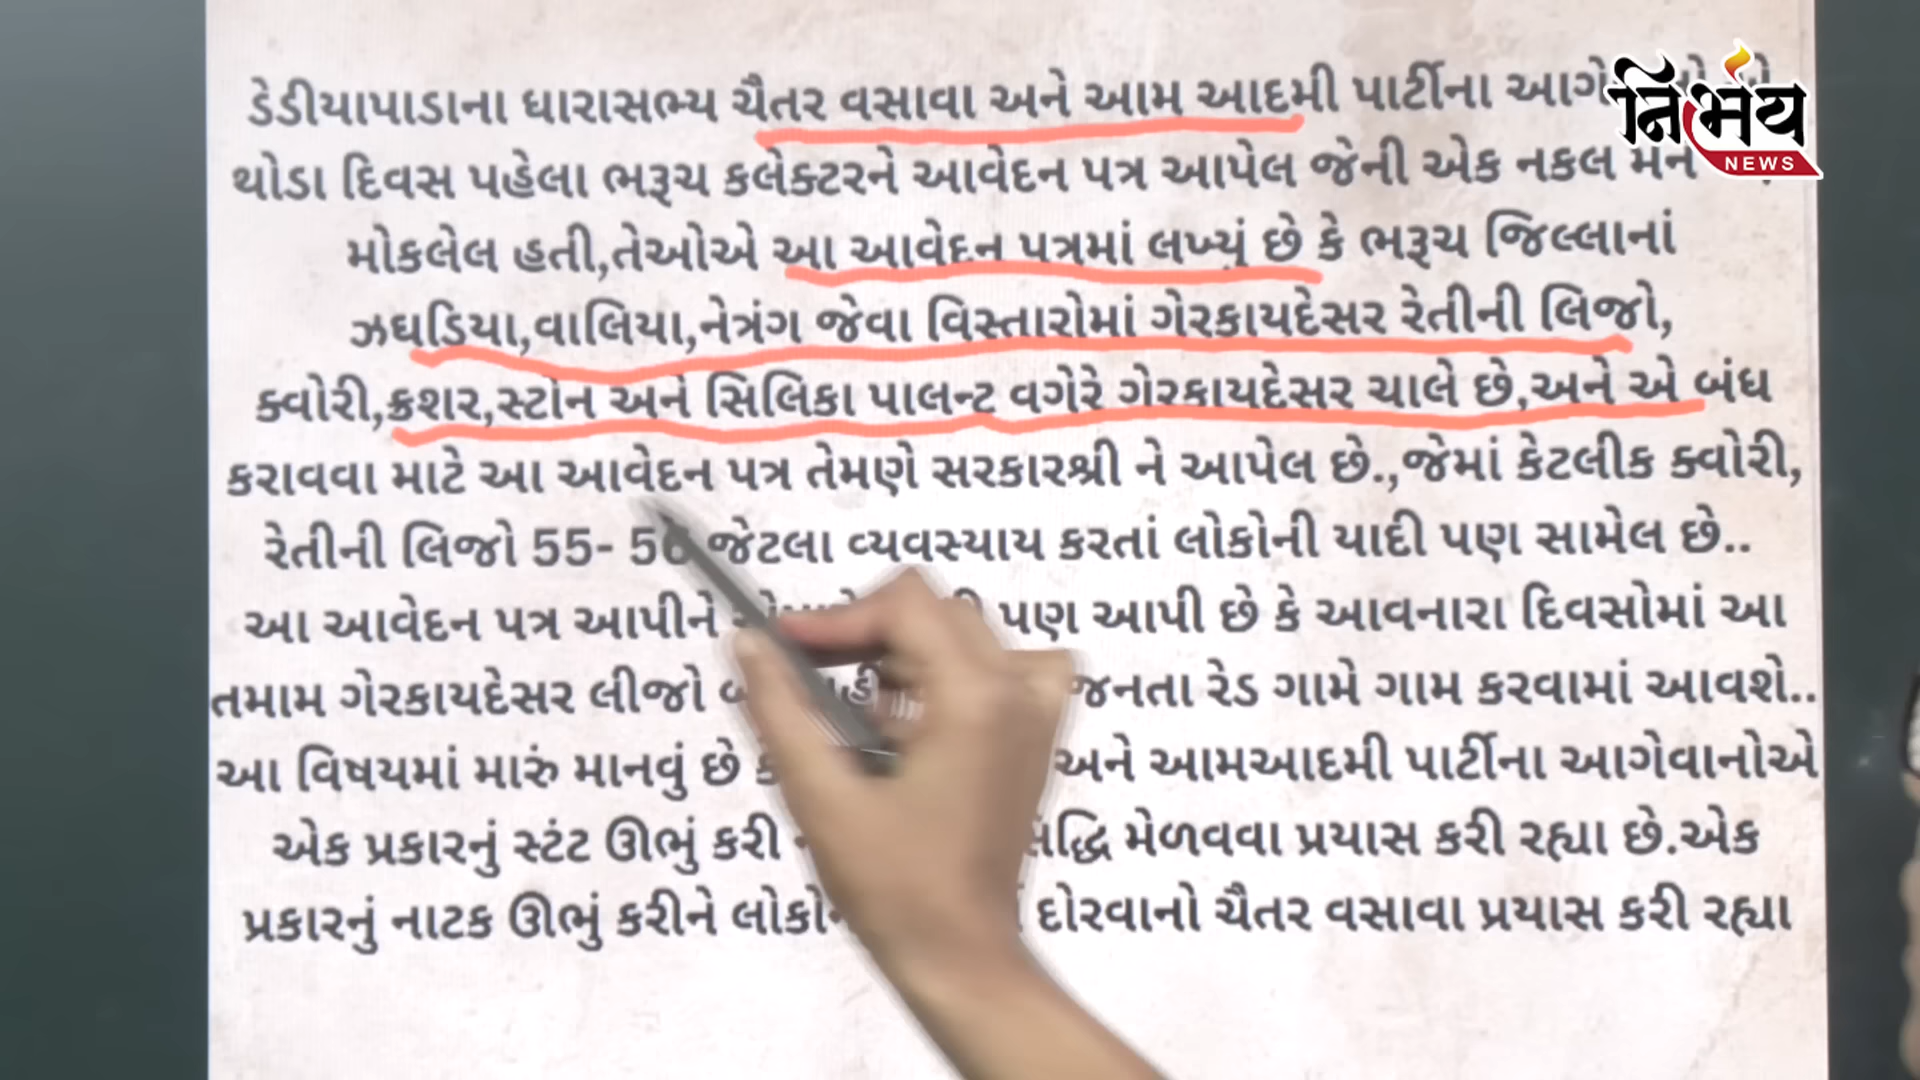 ડેડીયાપાડાના ધારાસભ્ય ચૈતર વસાવા અને આમ આદમી પાર્ટીના
નિર્ભય
NEWS
થોડા દિવસ પહેલા ભરૂચ કલેક્ટરને આવેદન પત્ર આપેલ જેની એક નકલ
મોકલેલ હતી,તેઓએ આ આવેદન પત્રમાં લખ્યું છે કે ભરૂચ જિલ્લાનાં
ઝઘડિયા,વાલિયા,નેત્રંગ જેવા વિસ્તારોમાં ગેરકાયદેસર રેતીની લિજો,
ક્વોરી,ક્રશર,સ્ટોન અને સિલિકા પાલન્ટ વગેરે ગેરકાયદેસર ચાલે છે,અને એ બંધ
કરાવવા માટે આ આવેદન પત્ર તેમણે સરકારશ્રી ને આપેલ છે.,જેમાં કેટલીક ક્વોરી,
રેતીની લિજો 55- 56 જેટલા વ્યવસ્યાય કરતાં લોકોની યાદી પણ સામેલ છે..
આ આવેદન પત્ર આપીને પણ આપી છે કે આવનારા દિવસોમાં આ
તમામ ગેરકાયદેસર લીજો જનતા રેડ ગામે ગામ કરવામાં આવશે..
આ વિષયમાં મારું માનવું છે અને આમઆદમી પાર્ટીના આગેવાનોએ
એક પ્રકારનું સ્ટંટ ઊભું કરી મેળવવા પ્રયાસ કરી રહ્યા છે.એક
પ્રકારનું નાટક ઊભું કરીને દોરવાનો ચૈતર વસાવા પ્રયાસ કરી રહ્યા